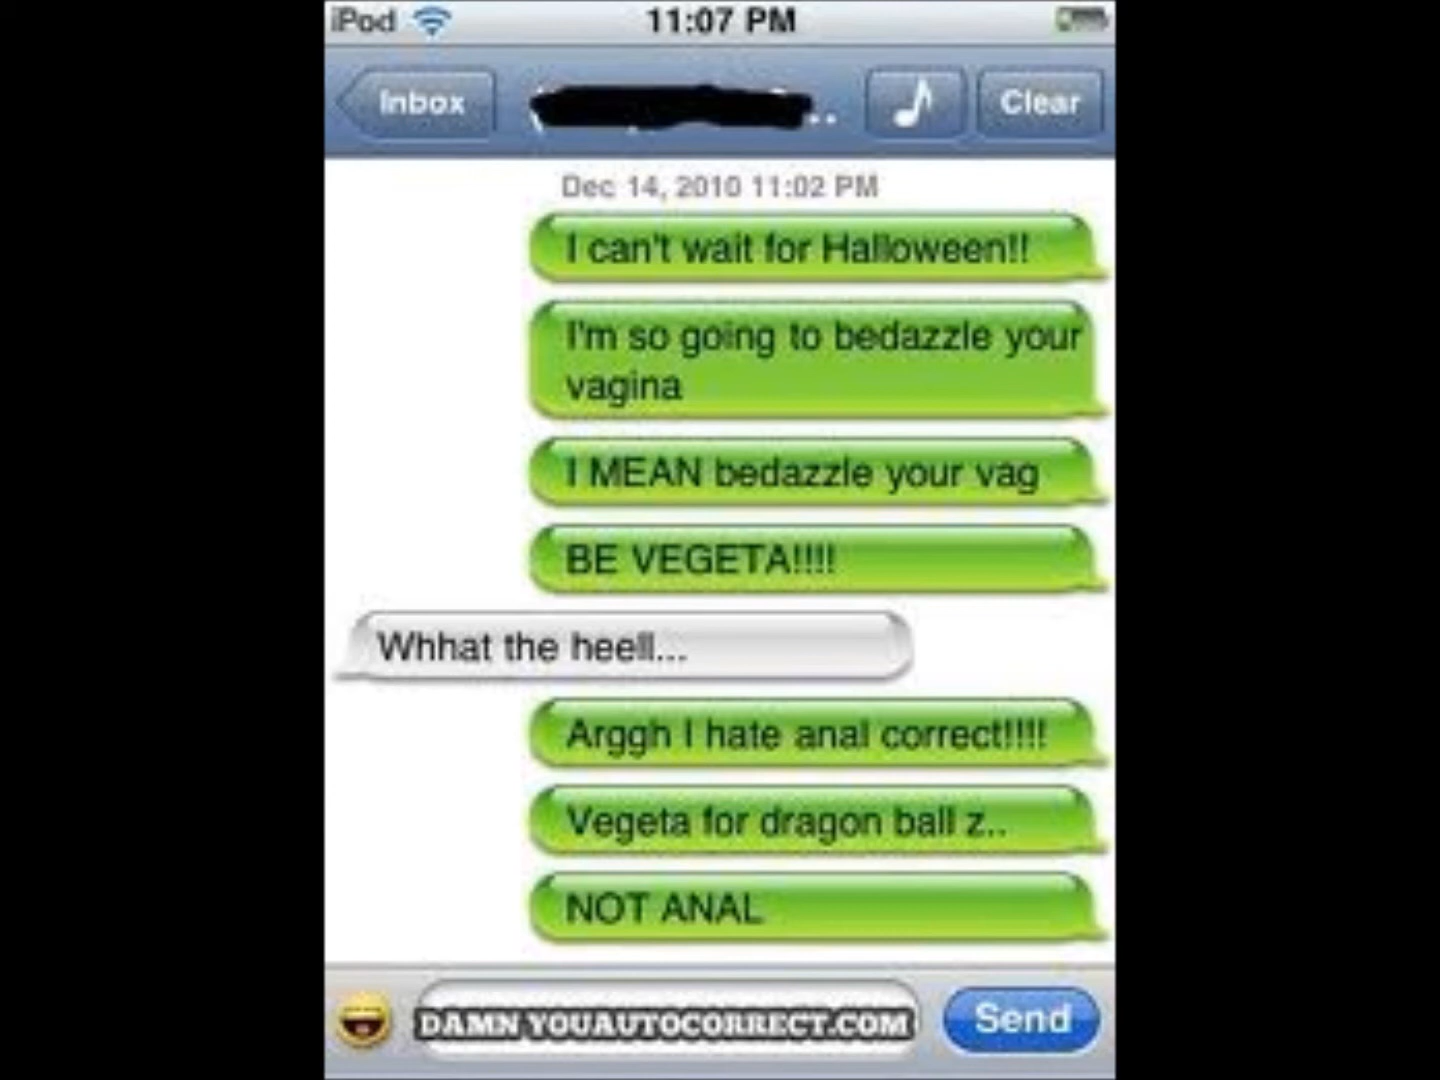 iPod 11:07 PM
Inbox .. Clear
Dec 14, 2010 11:02 PM
I can't wait for Halloween!!
I'm so going to bedazzle your
vagina
I MEAN bedazzle your vag
BE VEGETA!!!!
Whhat the heell...
Arggh I hate anal correct!!!!
Vegeta for dragon ball z..
NOT ANAL
DAMN YOUAUTOCORRECT.COM
Send